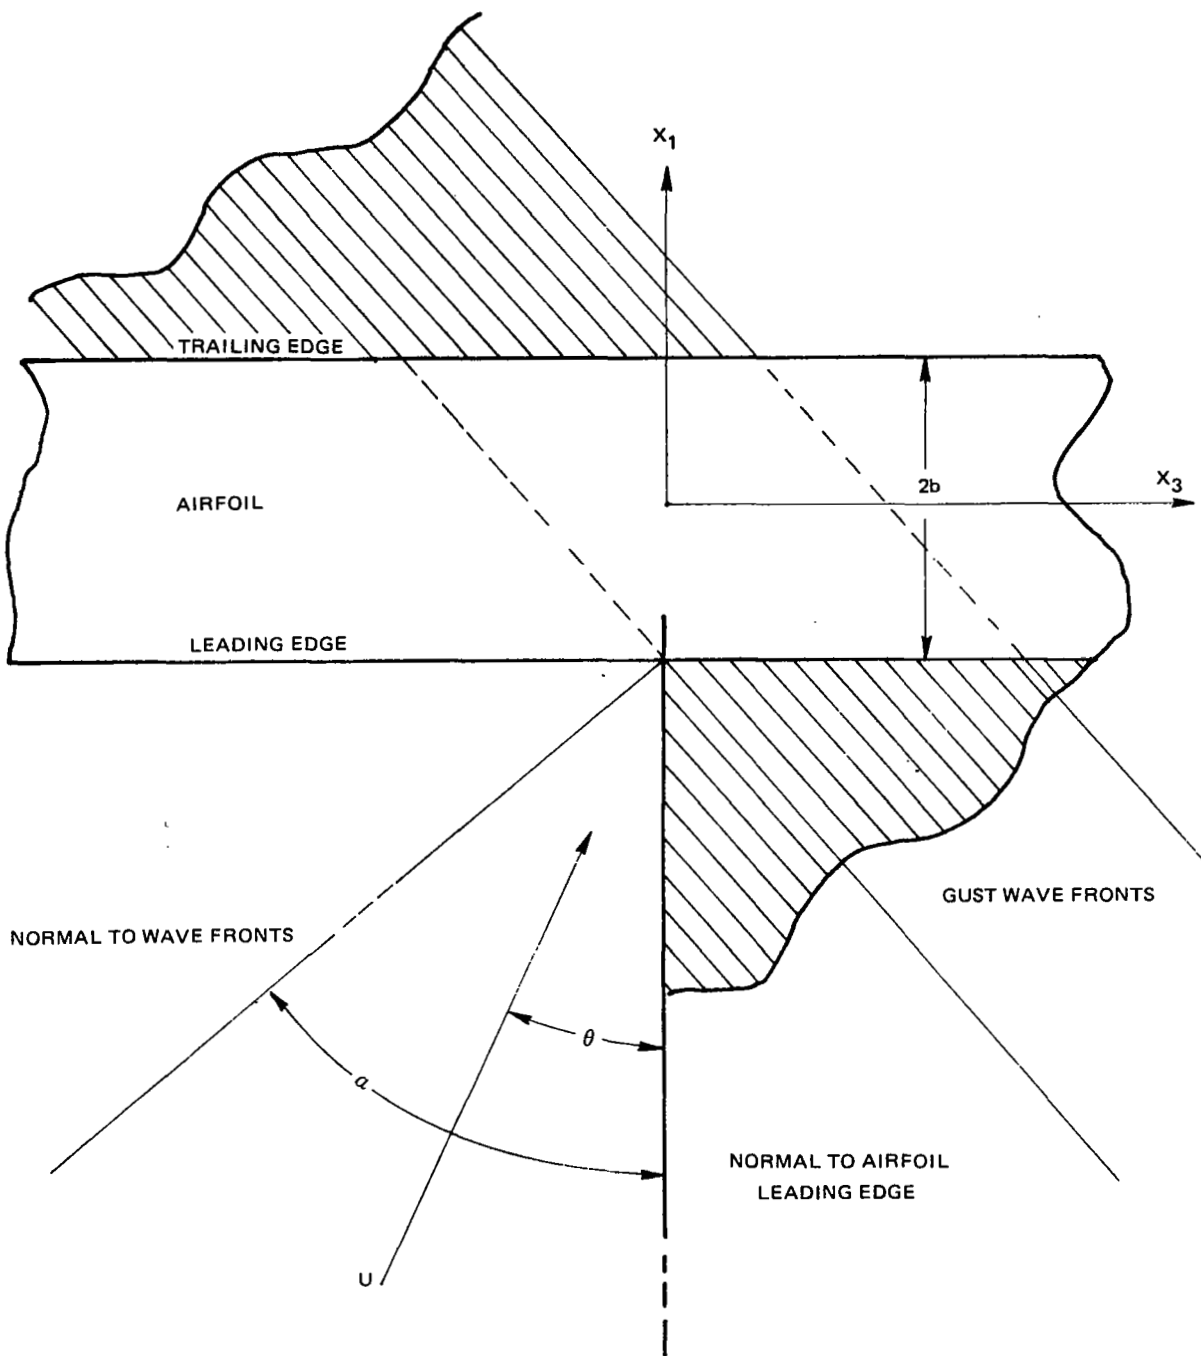 X1
TRAILING EDGE
2b
X3
AIRFOIL
LEADING EDGE
GUST WAVE FRONTS
NORMAL TO WAVE FRONTS
θ
α
NORMAL TO AIRFOIL
LEADING EDGE
U